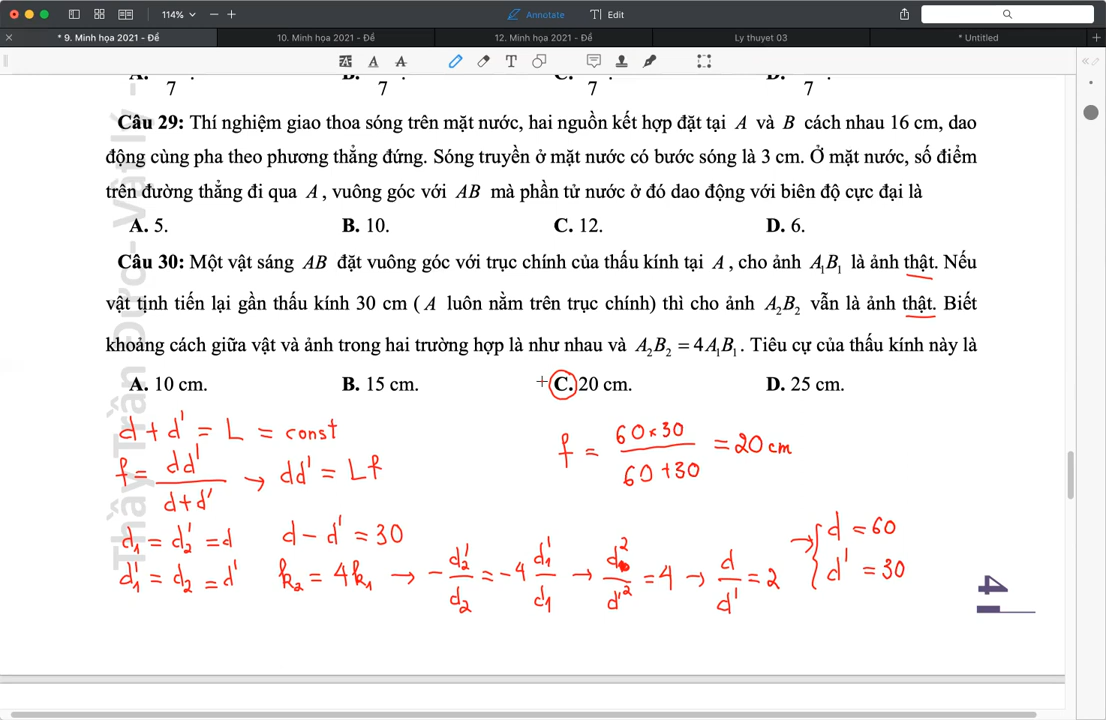 114%
Annotate
Edit
* 9. Minh họa 2021 - Đề
10. Minh họa 2021 - Đề
12. Minh họa 2021 - Đề
Ly thuyet 03
* Untitled
A. 7 .
B. 7 .
C. 7 .
D. 7 .
Câu 29: Thí nghiệm giao thoa sóng trên mặt nước, hai nguồn kết hợp đặt tại A và B cách nhau 16 cm, dao
động cùng pha theo phương thẳng đứng. Sóng truyền ở mặt nước có bước sóng là 3 cm. Ở mặt nước, số điểm
trên đường thẳng đi qua A, vuông góc với AB mà phần tử nước ở đó dao động với biên độ cực đại là
A. 5.
B. 10.
C. 12.
D. 6.
Câu 30: Một vật sáng AB đặt vuông góc với trục chính của thấu kính tại A, cho ảnh A₁B₁ là ảnh thật. Nếu
vật tịnh tiến lại gần thấu kính 30 cm ( A luôn nằm trên trục chính) thì cho ảnh A₂B₂ vẫn là ảnh thật. Biết
khoảng cách giữa vật và ảnh trong hai trường hợp là như nhau và A₂B₂ = 4A₁B₁. Tiêu cự của thấu kính này là
A. 10 cm.
B. 15 cm.
C. 20 cm.
D. 25 cm.
d + d' = L = const
f = dd' / d+d' → dd' = Lf
f = 60×30 / 60+30 = 20 cm
d₁ = d₂' = d
d - d' = 30
d₁' = d₂ = d'
k₂ = 4k₁ → - d₂' / d₂ = -4 d₁' / d₁ → d² / d'² = 4 → d / d' = 2
→ { d = 60
d' = 30
4
Thầy Trần Đức - Vật lý -